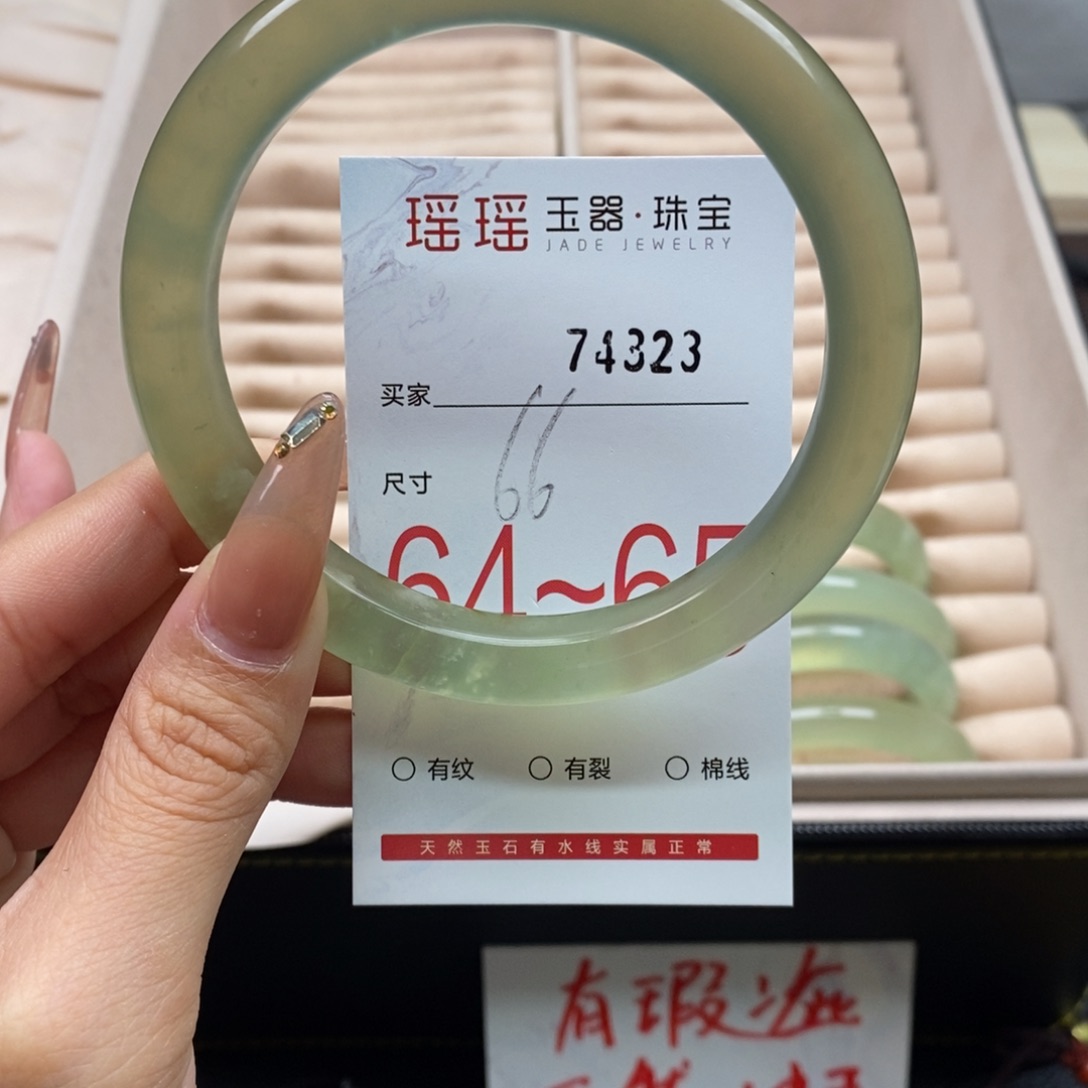 瑶瑶 玉器·珠宝
JADE JEWELRY
74323
买家
66
尺寸
64~65
○ 有纹 ○ 有裂 ○ 棉线
天然玉石有水线实属正常
有瑕疵